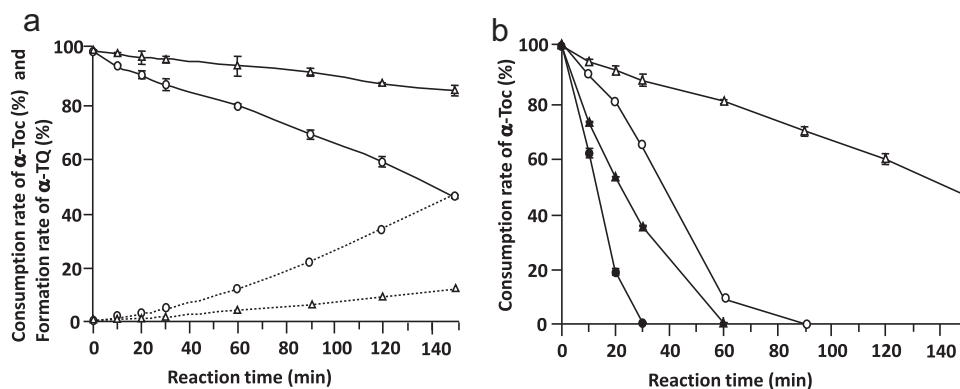 a
Consumption rate of α-Toc (%) and
Formation rate of α-TQ (%)
100
80
60
40
20
0
0 20 40 60 80 100 120 140
Reaction time (min)
b
Consumption rate of α-Toc (%)
100
80
60
40
20
0
0 20 40 60 80 100 120 140
Reaction time (min)